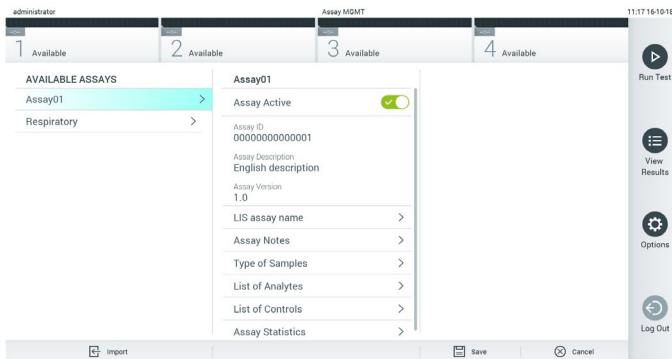 administrator
Assay MGMT
11:17 16-10-18
--:--
--:--
--:--
--:--
1 Available
2 Available
3 Available
4 Available
AVAILABLE ASSAYS
Assay01
Respiratory
Assay01
Assay Active
Assay ID
00000000000001
Assay Description
English description
Assay Version
1.0
LIS assay name
Assay Notes
Type of Samples
List of Analytes
List of Controls
Assay Statistics
Run Test
View
Results
Options
Log Out
Import
Save
Cancel